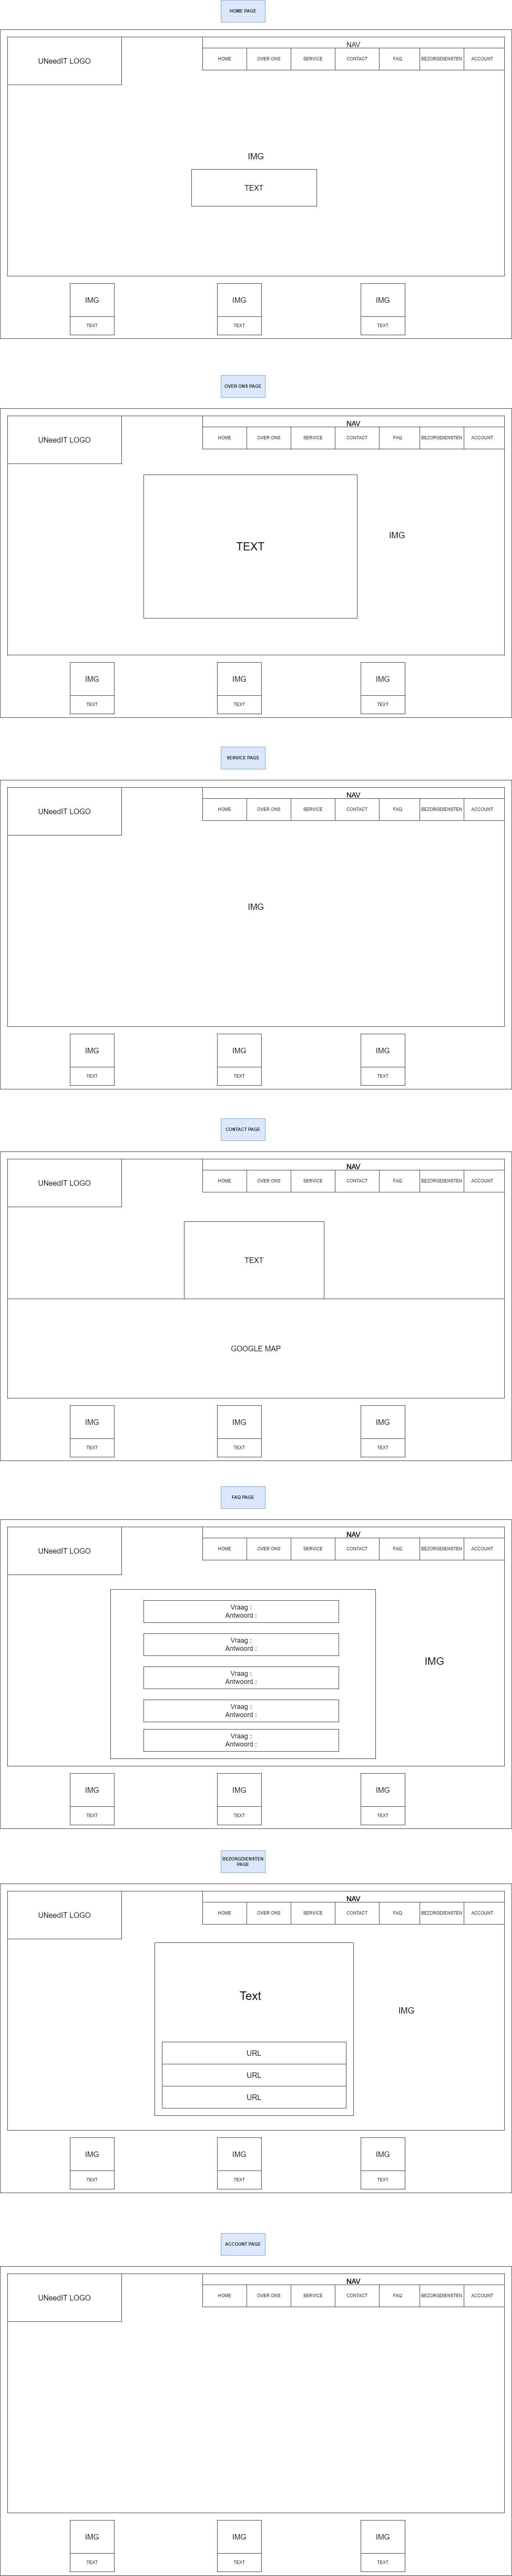 HOME PAGE
NAV
UNeedIT LOGO
HOME
OVER ONS
SERVICE
CONTACT
FAQ
BEZORGDIENSTEN
ACCOUNT
IMG
TEXT
IMG
IMG
IMG
TEXT
TEXT
TEXT
OVER ONS PAGE
NAV
UNeedIT LOGO
HOME
OVER ONS
SERVICE
CONTACT
FAQ
BEZORGDIENSTEN
ACCOUNT
IMG
TEXT
IMG
IMG
IMG
TEXT
TEXT
TEXT
SERVICE PAGE
NAV
UNeedIT LOGO
HOME
OVER ONS
SERVICE
CONTACT
FAQ
BEZORGDIENSTEN
ACCOUNT
IMG
IMG
IMG
IMG
TEXT
TEXT
TEXT
CONTACT PAGE
NAV
UNeedIT LOGO
HOME
OVER ONS
SERVICE
CONTACT
FAQ
BEZORGDIENSTEN
ACCOUNT
TEXT
GOOGLE MAP
IMG
IMG
IMG
TEXT
TEXT
TEXT
FAQ PAGE
NAV
UNeedIT LOGO
HOME
OVER ONS
SERVICE
CONTACT
FAQ
BEZORGDIENSTEN
ACCOUNT
Vraag :
Antwoord :
Vraag :
Antwoord :
IMG
Vraag :
Antwoord :
Vraag :
Antwoord :
Vraag :
Antwoord :
IMG
IMG
IMG
TEXT
TEXT
TEXT
BEZORGDIENSTEN
PAGE
NAV
UNeedIT LOGO
HOME
OVER ONS
SERVICE
CONTACT
FAQ
BEZORGDIENSTEN
ACCOUNT
Text
IMG
URL
URL
URL
IMG
IMG
IMG
TEXT
TEXT
TEXT
ACCOUNT PAGE
NAV
UNeedIT LOGO
HOME
OVER ONS
SERVICE
CONTACT
FAQ
BEZORGDIENSTEN
ACCOUNT
IMG
IMG
IMG
TEXT
TEXT
TEXT